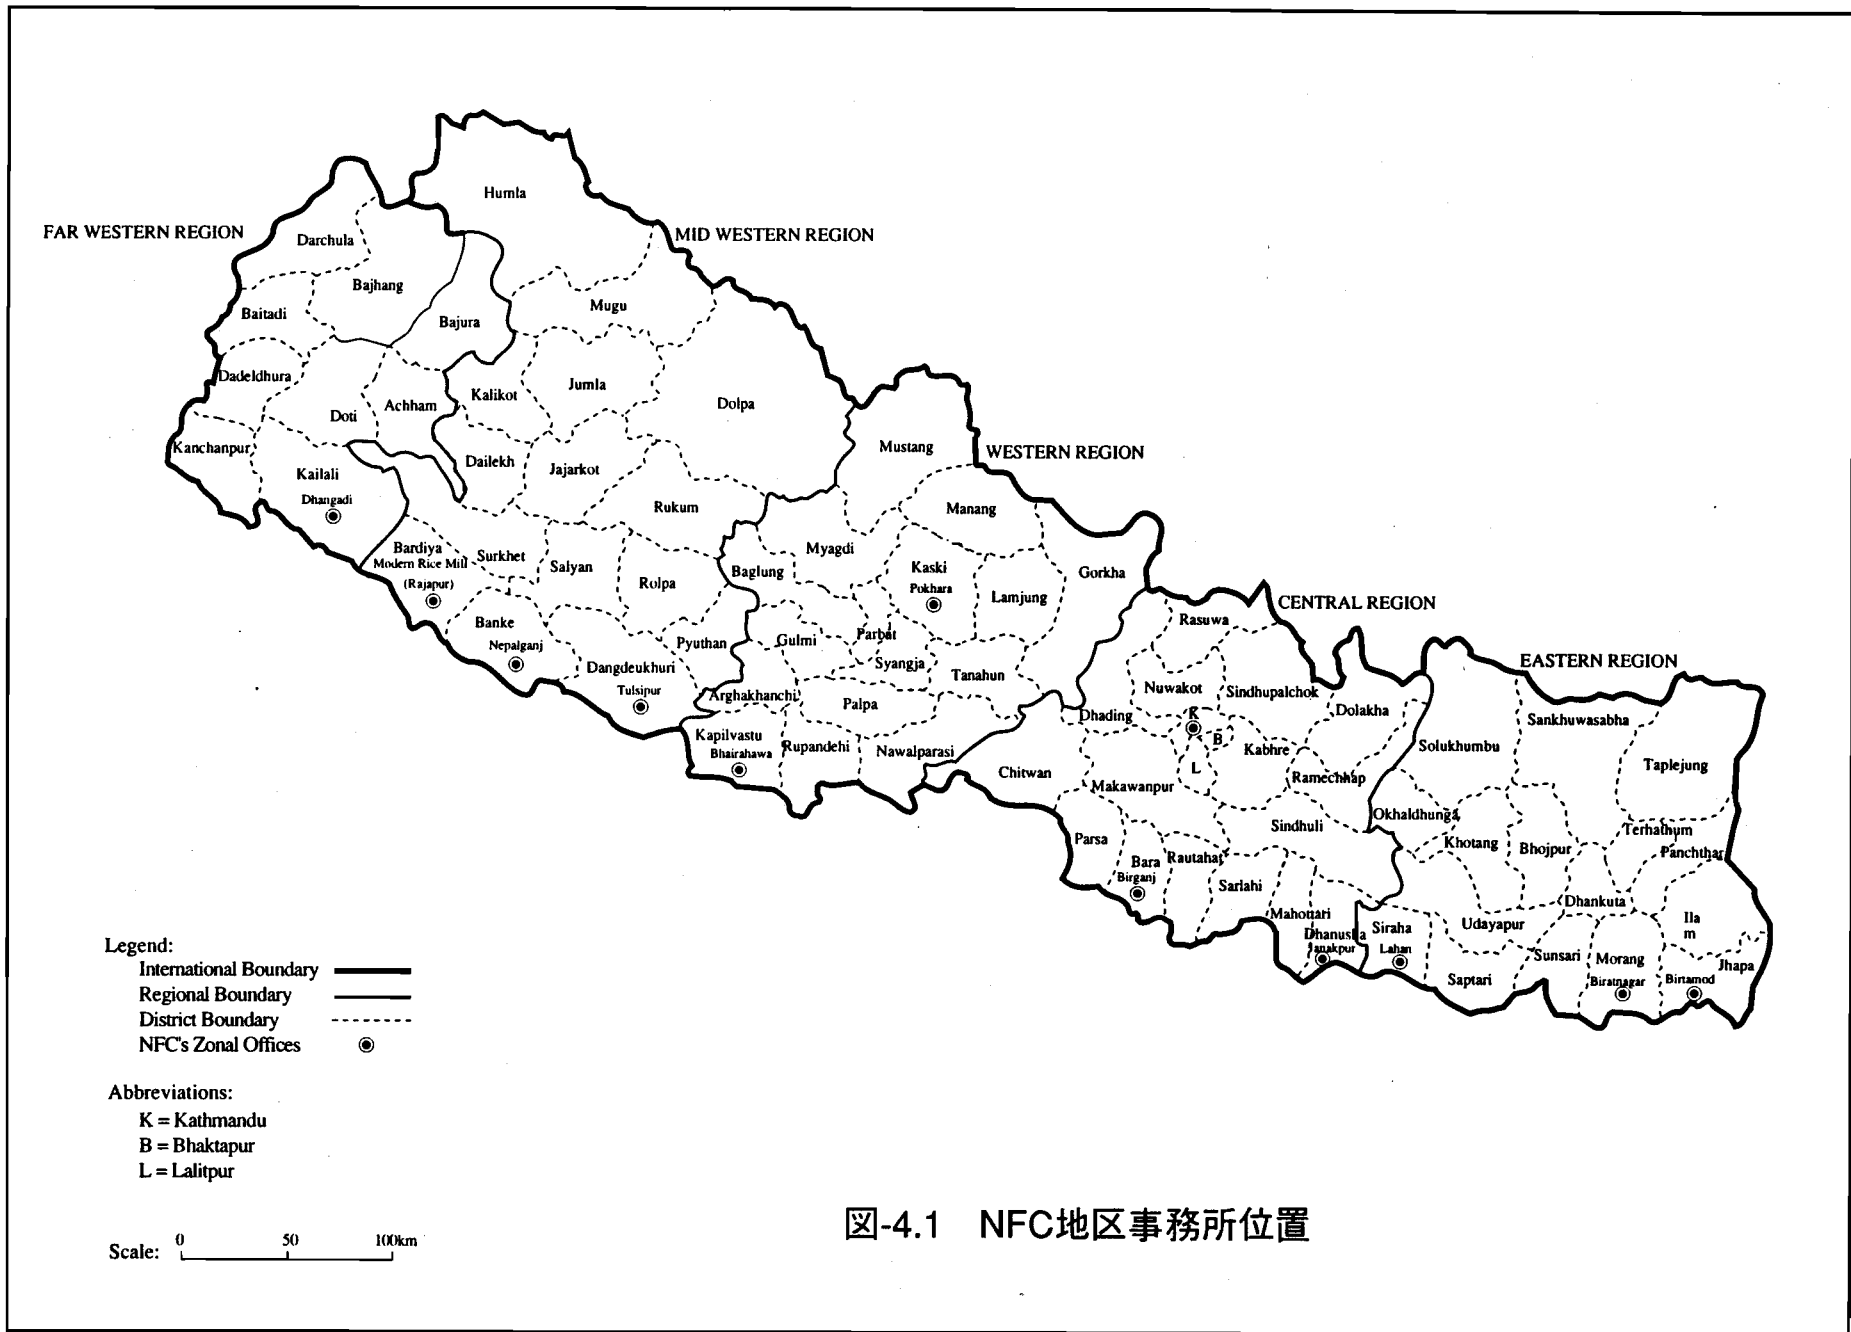 FAR WESTERN REGION
MID WESTERN REGION
WESTERN REGION
CENTRAL REGION
EASTERN REGION
Humla
Darchula
Bajhang
Baitadi
Bajura
Mugu
Dadeldhura
Doti
Achham
Kalikot
Jumla
Dolpa
Kanchanpur
Kailali
Dhangadi
Dailekh
Jajarkot
Rukum
Bardiya
Modern Rice Mill
(Rajapur)
Surkhet
Salyan
Rolpa
Banke
Nepalganj
Dangdeukhuri
Tulsipur
Pyuthan
Mustang
Manang
Myagdi
Baglung
Kaski
Pokhara
Lamjung
Gorkha
Gulmi
Parbat
Syangja
Tanahun
Arghakhanchi
Palpa
Kapilvastu
Bhairahawa
Rupandehi
Nawalparasi
Rasuwa
Nuwakot
Sindhupalchok
Dolakha
Dhading
K
B
L
Kabhre
Ramechhap
Chitwan
Makawanpur
Sindhuli
Parsa
Bara
Birganj
Rautahat
Sarlahi
Mahottari
Dhanusha
Janakpur
Solukhumbu
Sankhuwasabha
Taplejung
Okhaldhunga
Khotang
Bhojpur
Terhathum
Panchthar
Dhankuta
Udayapur
Siraha
Lahan
Saptari
Sunsari
Morang
Biratnagar
Ila
m
Jhapa
Birtamod
Legend:
International Boundary
Regional Boundary
District Boundary
NFC's Zonal Offices
Abbreviations:
K = Kathmandu
B = Bhaktapur
L = Lalitpur
Scale: 0 50 100km
図-4.1 NFC地区事務所位置